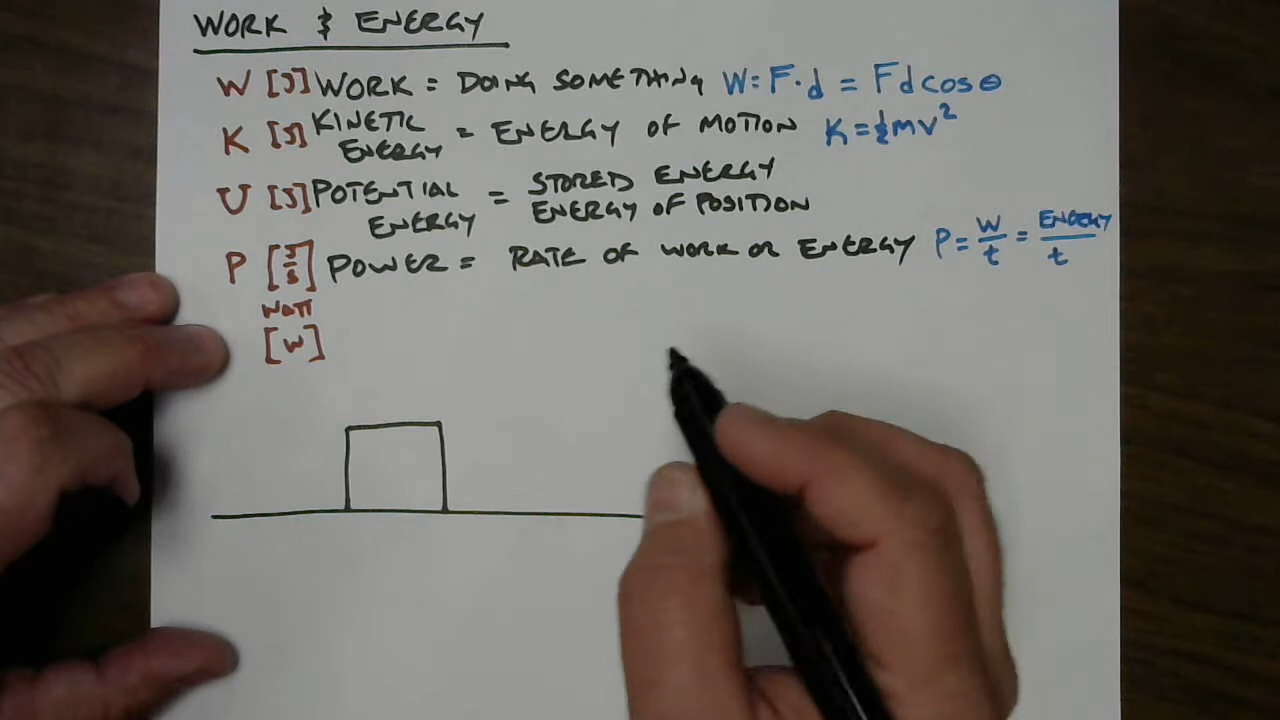 WORK & ENERGY
W [J] WORK = DOING SOMETHING W = F·d = Fd cos θ
K [J] KINETIC ENERGY = ENERGY OF MOTION K = ½mv²
U [J] POTENTIAL ENERGY = STORED ENERGY
ENERGY OF POSITION
P [J/s] POWER = RATE OF WORK OR ENERGY P = W/t = ENERGY/t
WATT
[W]